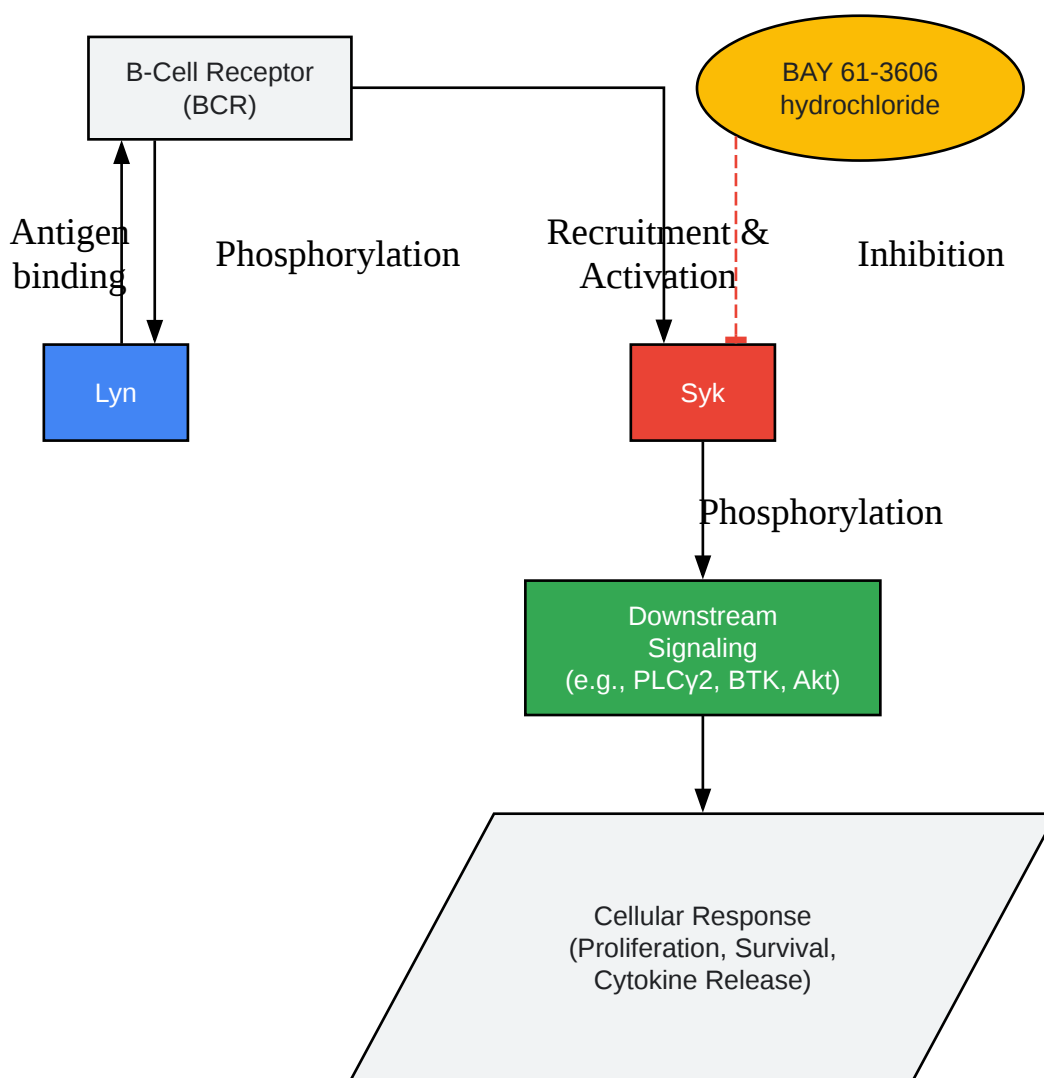 B-Cell Receptor
(BCR)
BAY 61-3606
hydrochloride
Antigen
binding
Phosphorylation
Recruitment &
Activation
Inhibition
Lyn
Syk
Phosphorylation
Downstream
Signaling
(e.g., PLCγ2, BTK, Akt)
Cellular Response
(Proliferation, Survival,
Cytokine Release)